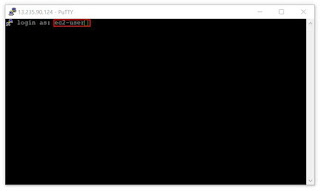 13.235.90.124 - PuTTY
login as: ec2-user